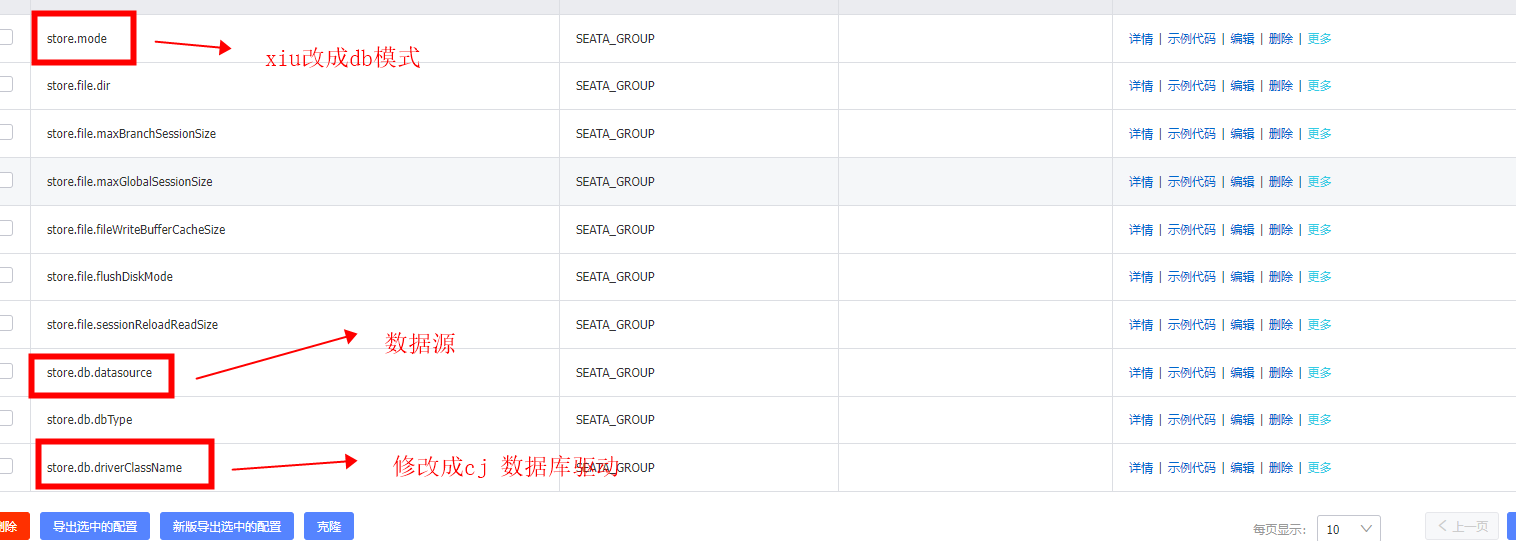 store.mode SEATA_GROUP 详情 | 示例代码 | 编辑 | 删除 | 更多
xiu改成db模式
store.file.dir SEATA_GROUP 详情 | 示例代码 | 编辑 | 删除 | 更多
store.file.maxBranchSessionSize SEATA_GROUP 详情 | 示例代码 | 编辑 | 删除 | 更多
store.file.maxGlobalSessionSize SEATA_GROUP 详情 | 示例代码 | 编辑 | 删除 | 更多
store.file.fileWriteBufferCacheSize SEATA_GROUP 详情 | 示例代码 | 编辑 | 删除 | 更多
store.file.flushDiskMode SEATA_GROUP 详情 | 示例代码 | 编辑 | 删除 | 更多
store.file.sessionReloadReadSize SEATA_GROUP 详情 | 示例代码 | 编辑 | 删除 | 更多
数据源
store.db.datasource SEATA_GROUP 详情 | 示例代码 | 编辑 | 删除 | 更多
store.db.dbType SEATA_GROUP 详情 | 示例代码 | 编辑 | 删除 | 更多
store.db.driverClassName 修改成cj 数据库驱动 SEATA_GROUP 详情 | 示例代码 | 编辑 | 删除 | 更多
删除 导出选中的配置 新版导出选中的配置 克隆 每页显示: 10 上一页